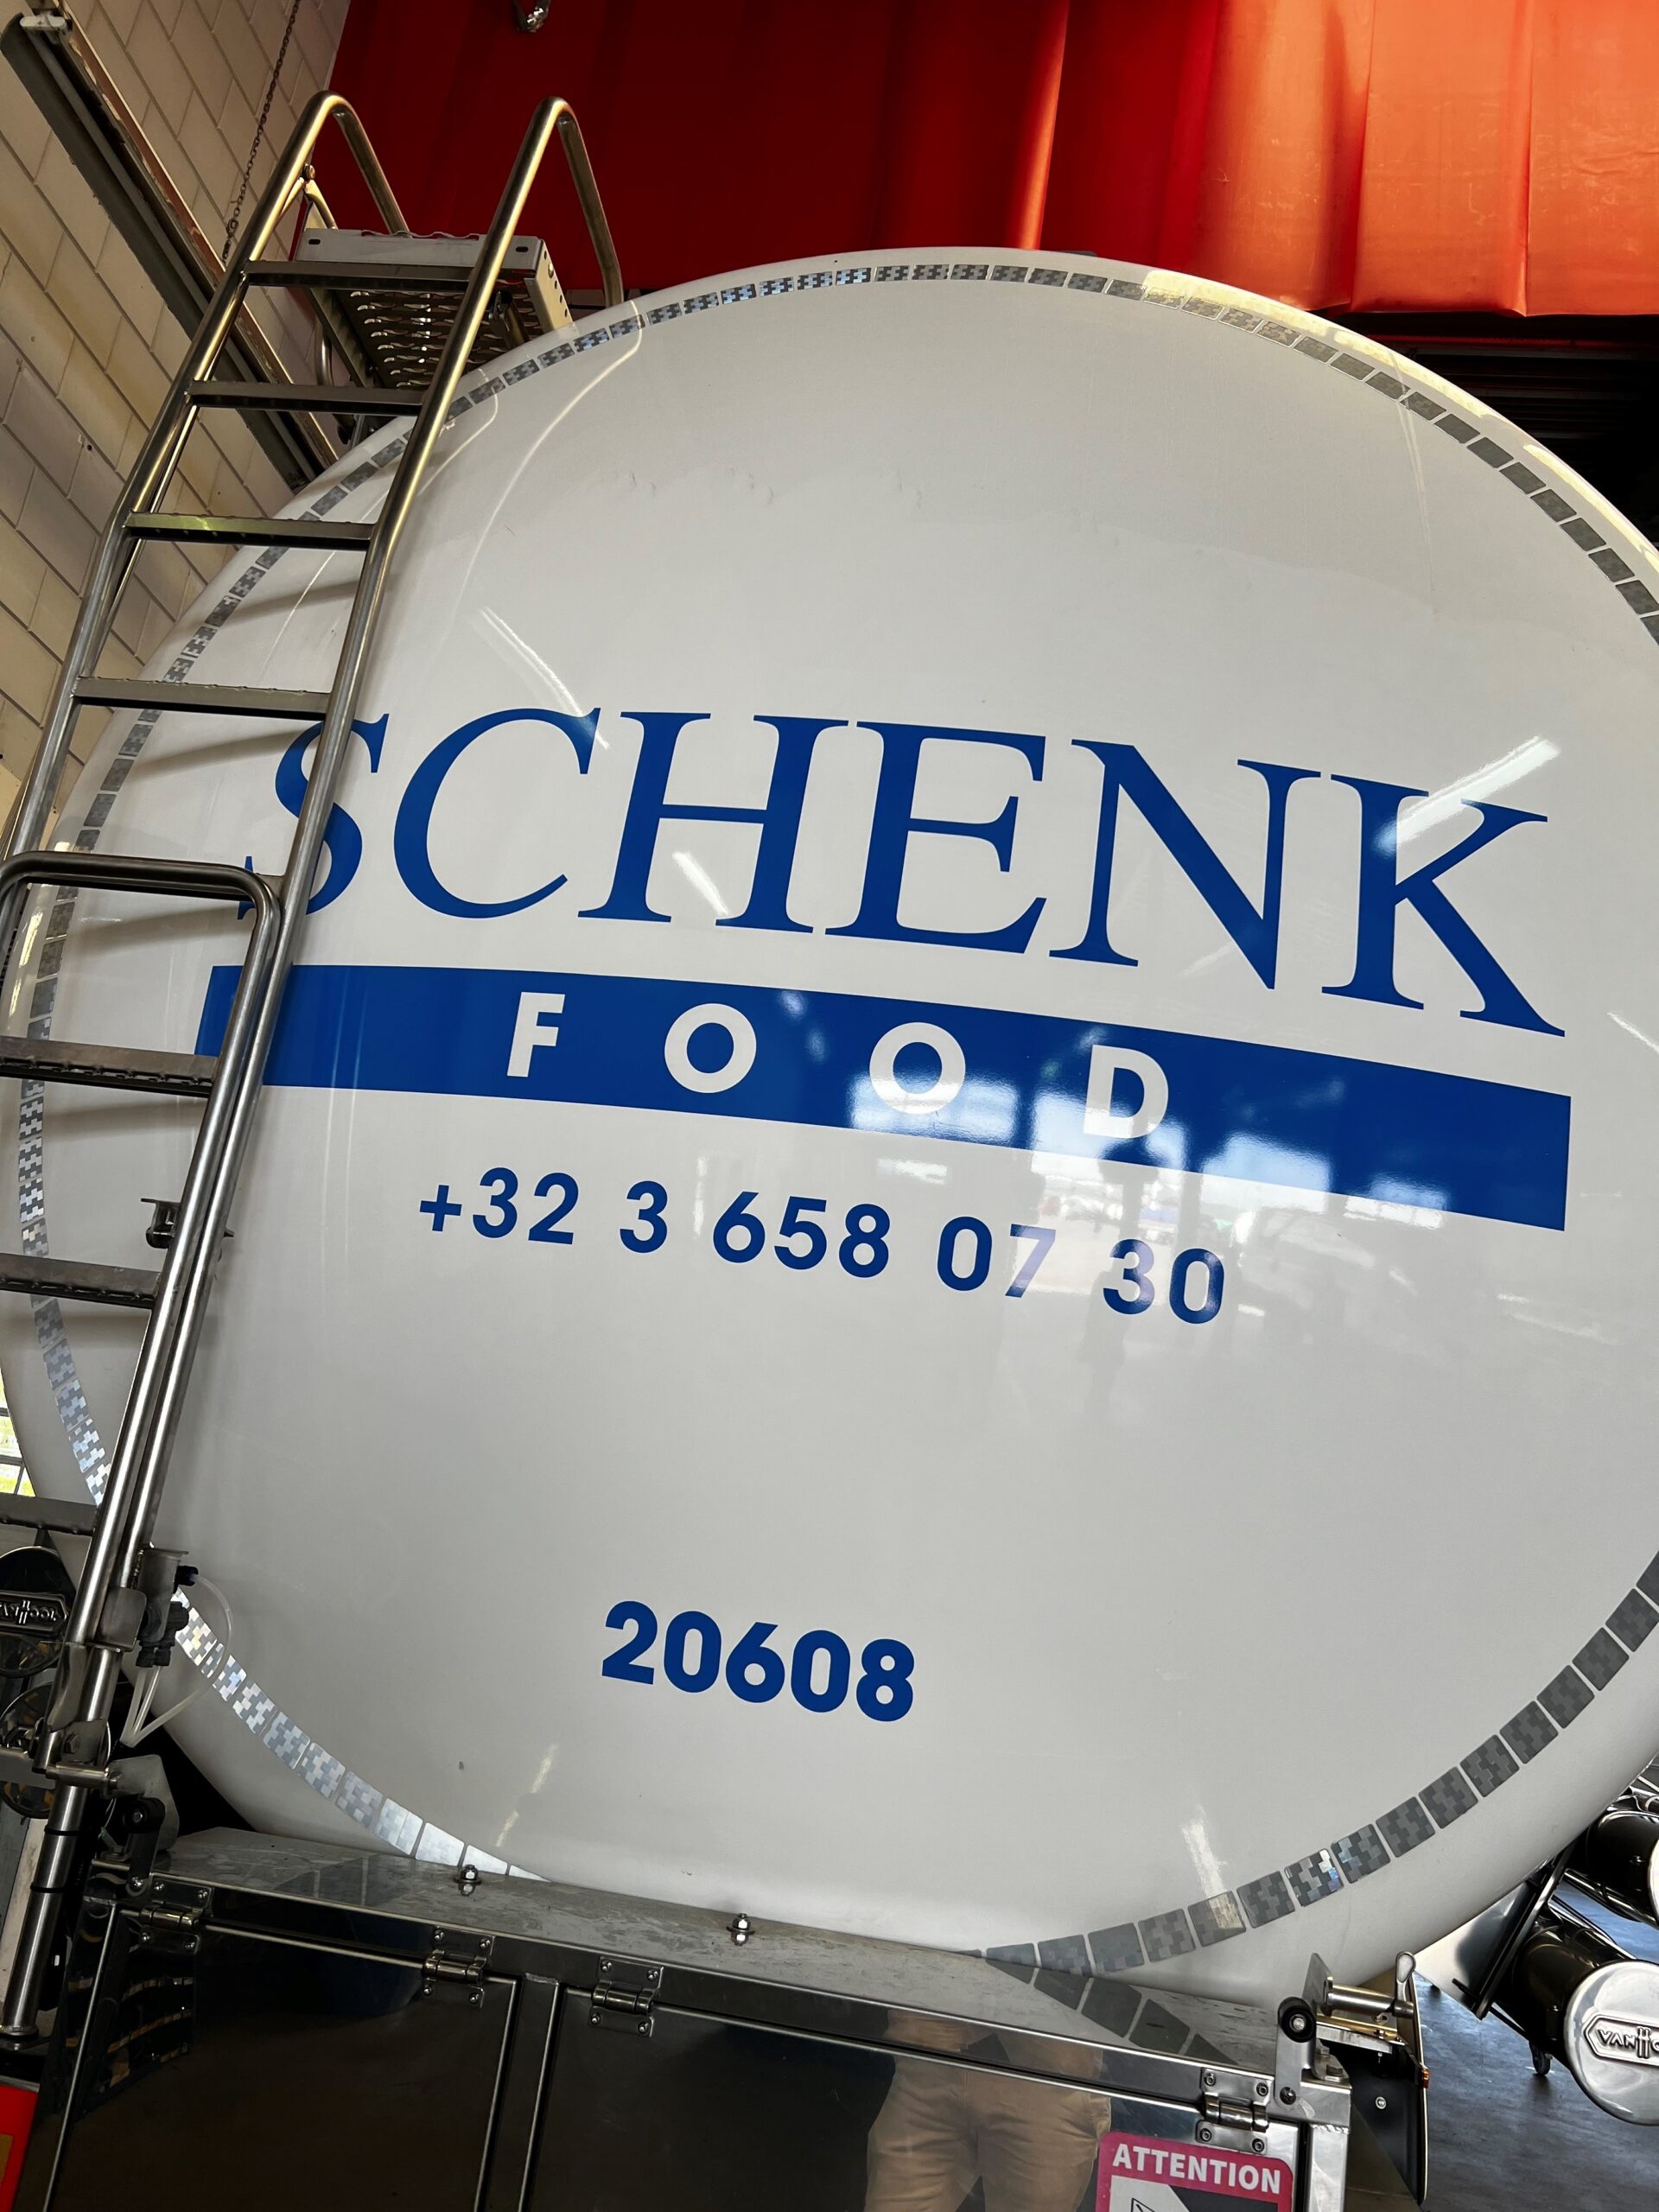 SCHENK
FOOD
+32 3 658 07 30
20608
ATTENTION